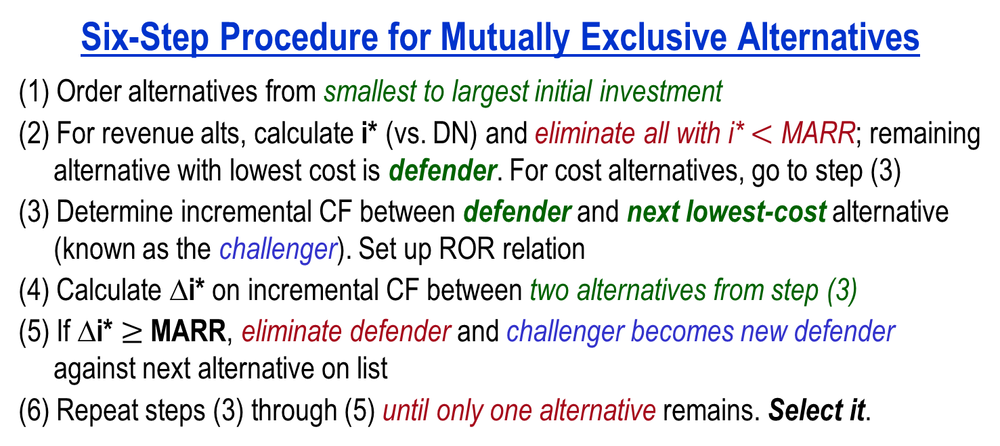 Six-Step Procedure for Mutually Exclusive Alternatives
(1) Order alternatives from smallest to largest initial investment
(2) For revenue alts, calculate i* (vs. DN) and eliminate all with i* < MARR; remaining
alternative with lowest cost is defender. For cost alternatives, go to step (3)
(3) Determine incremental CF between defender and next lowest-cost alternative
(known as the challenger). Set up ROR relation
(4) Calculate Δi* on incremental CF between two alternatives from step (3)
(5) If Δi* ≥ MARR, eliminate defender and challenger becomes new defender
against next alternative on list
(6) Repeat steps (3) through (5) until only one alternative remains. Select it.